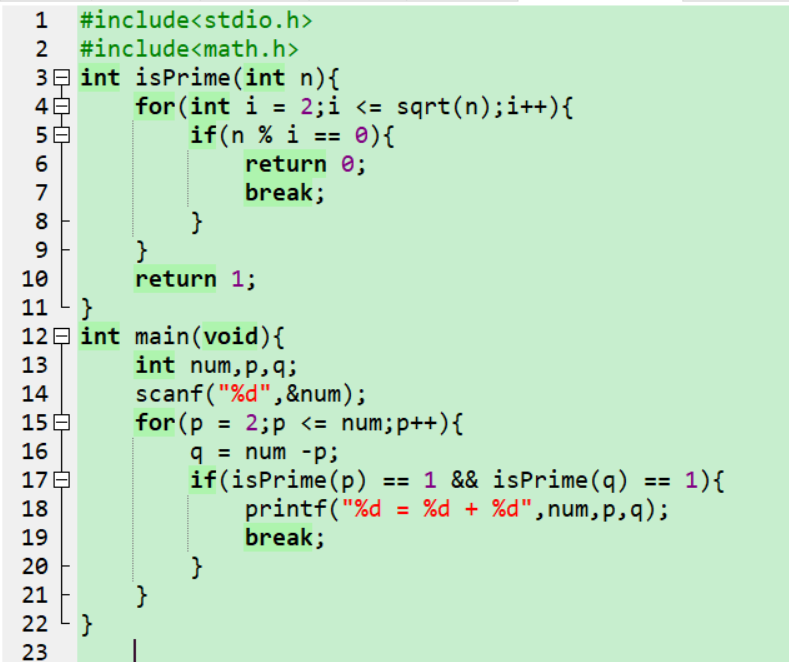 1 #include<stdio.h>
2 #include<math.h>
3 int isPrime(int n){
4 for(int i = 2;i <= sqrt(n);i++){
5 if(n % i == 0){
6 return 0;
7 break;
8 }
9 }
10 return 1;
11 }
12 int main(void){
13 int num,p,q;
14 scanf("%d",&num);
15 for(p = 2;p <= num;p++){
16 q = num -p;
17 if(isPrime(p) == 1 && isPrime(q) == 1){
18 printf("%d = %d + %d",num,p,q);
19 break;
20 }
21 }
22 }
23